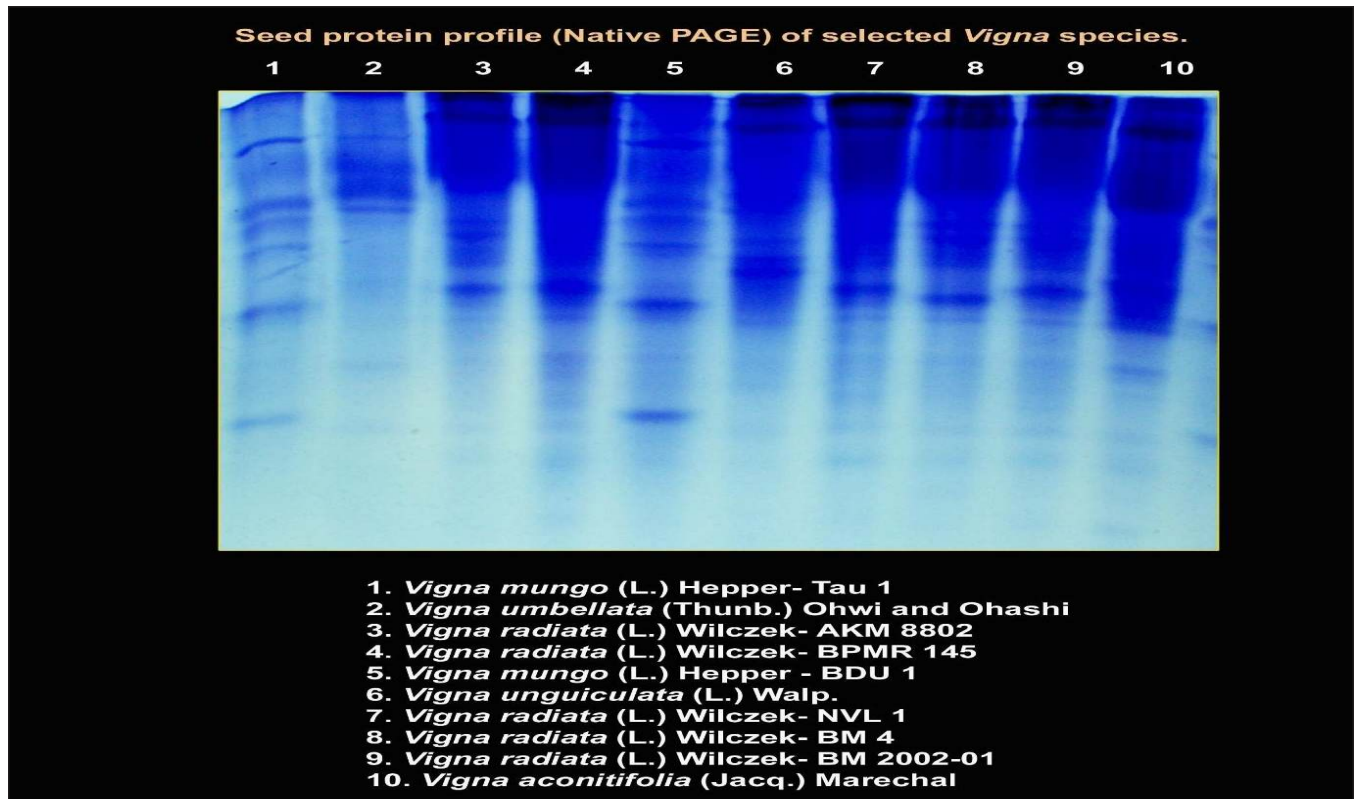 Seed protein profile (Native PAGE) of selected Vigna species.
1 2 3 4 5 6 7 8 9 10
1. Vigna mungo (L.) Hepper- Tau 1
2. Vigna umbellata (Thunb.) Ohwi and Ohashi
3. Vigna radiata (L.) Wilczek- AKM 8802
4. Vigna radiata (L.) Wilczek- BPMR 145
5. Vigna mungo (L.) Hepper - BDU 1
6. Vigna unguiculata (L.) Walp.
7. Vigna radiata (L.) Wilczek- NVL 1
8. Vigna radiata (L.) Wilczek- BM 4
9. Vigna radiata (L.) Wilczek- BM 2002-01
10. Vigna aconitifolia (Jacq.) Marechal